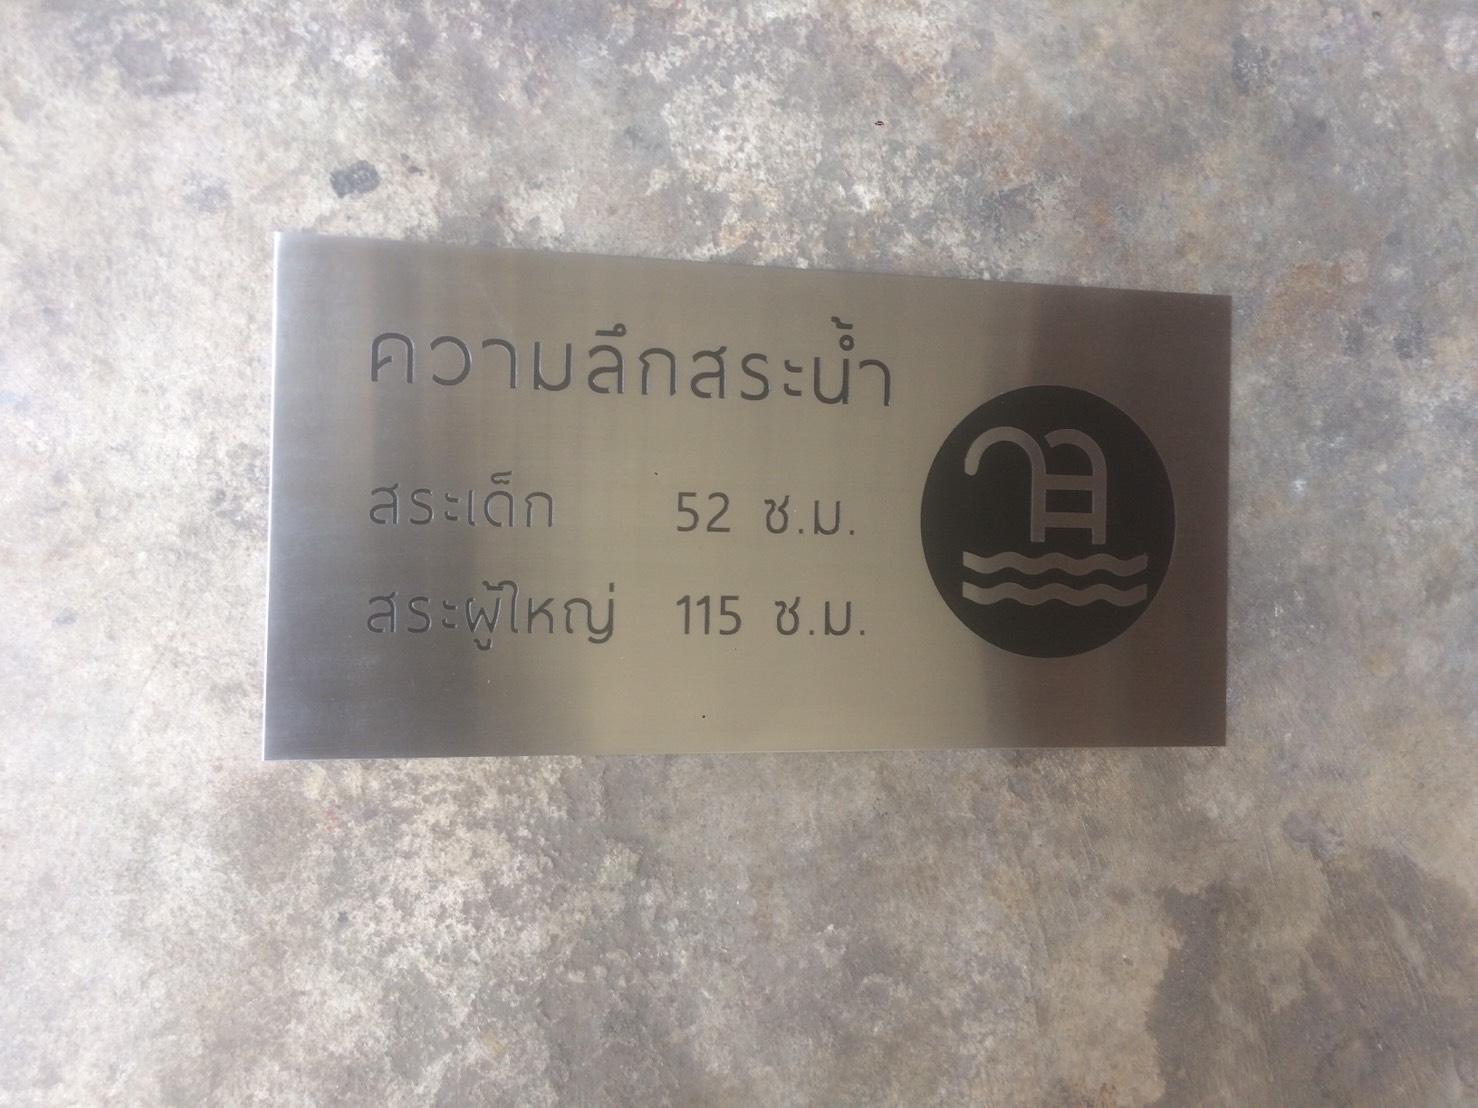 ความลึกสระน้ำ
สระเด็ก 52 ซ.ม.
สระผู้ใหญ่ 115 ซ.ม.